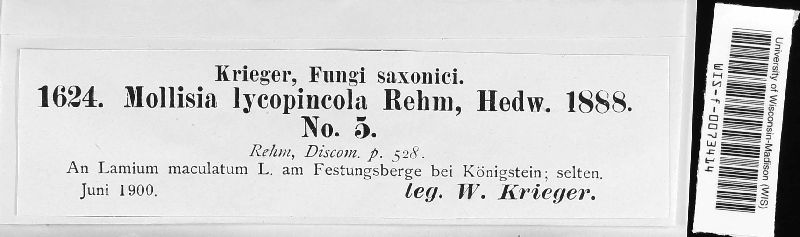 Krieger, Fungi saxonici.
1624. Mollisia lycopincola Rehm, Hedw. 1888.
No. 5.
Rehm, Discom. p. 528.
An Lamium maculatum L. am Festungsberge bei Königstein; selten.
Juni 1900. leg. W. Krieger.
University of Wisconsin-Madison (WIS)
WIS-f-0073414